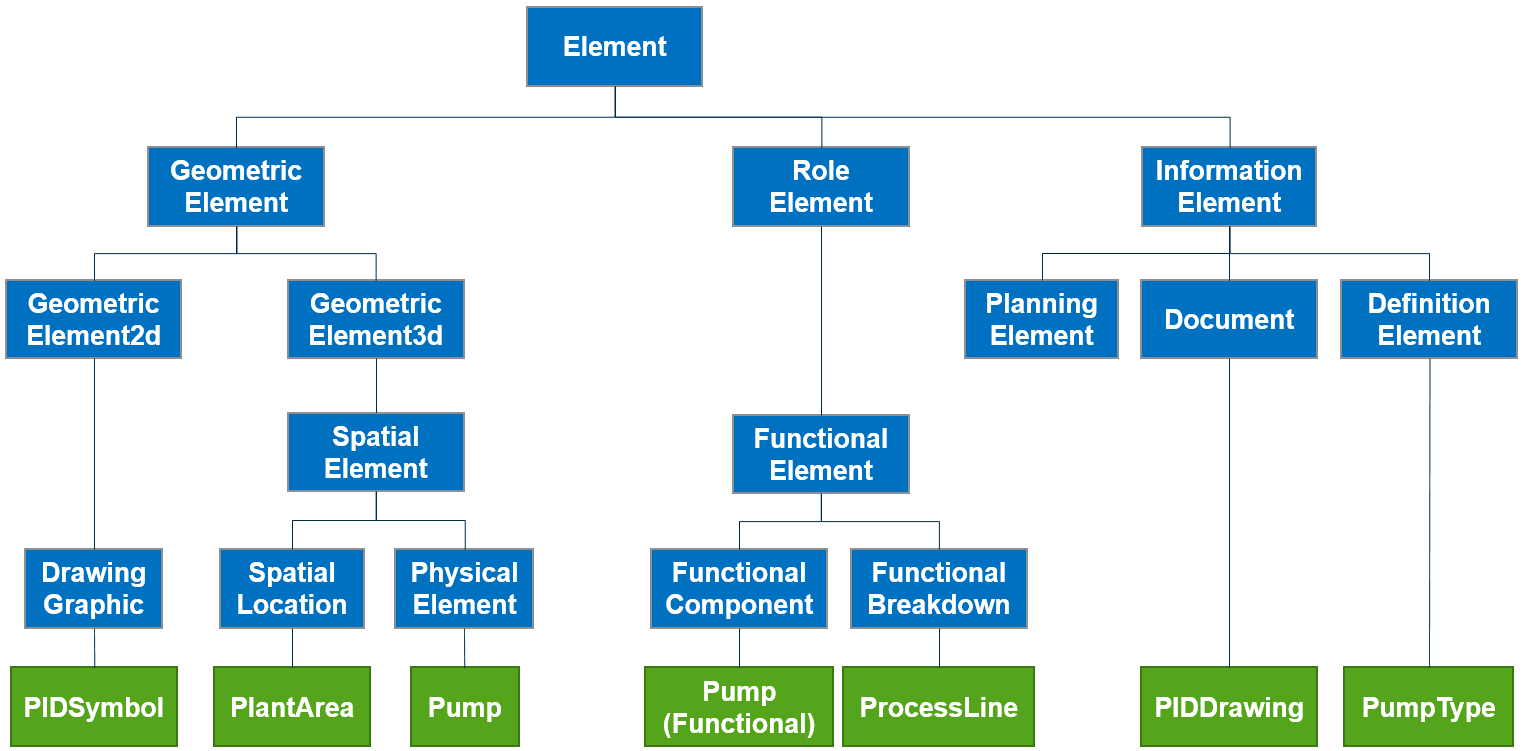 Element
Geometric
Element
Role
Element
Information
Element
Geometric
Element2d
Geometric
Element3d
Planning
Element
Document
Definition
Element
Spatial
Element
Functional
Element
Drawing
Graphic
Spatial
Location
Physical
Element
Functional
Component
Functional
Breakdown
PIDSymbol
PlantArea
Pump
Pump
(Functional)
ProcessLine
PIDDrawing
PumpType